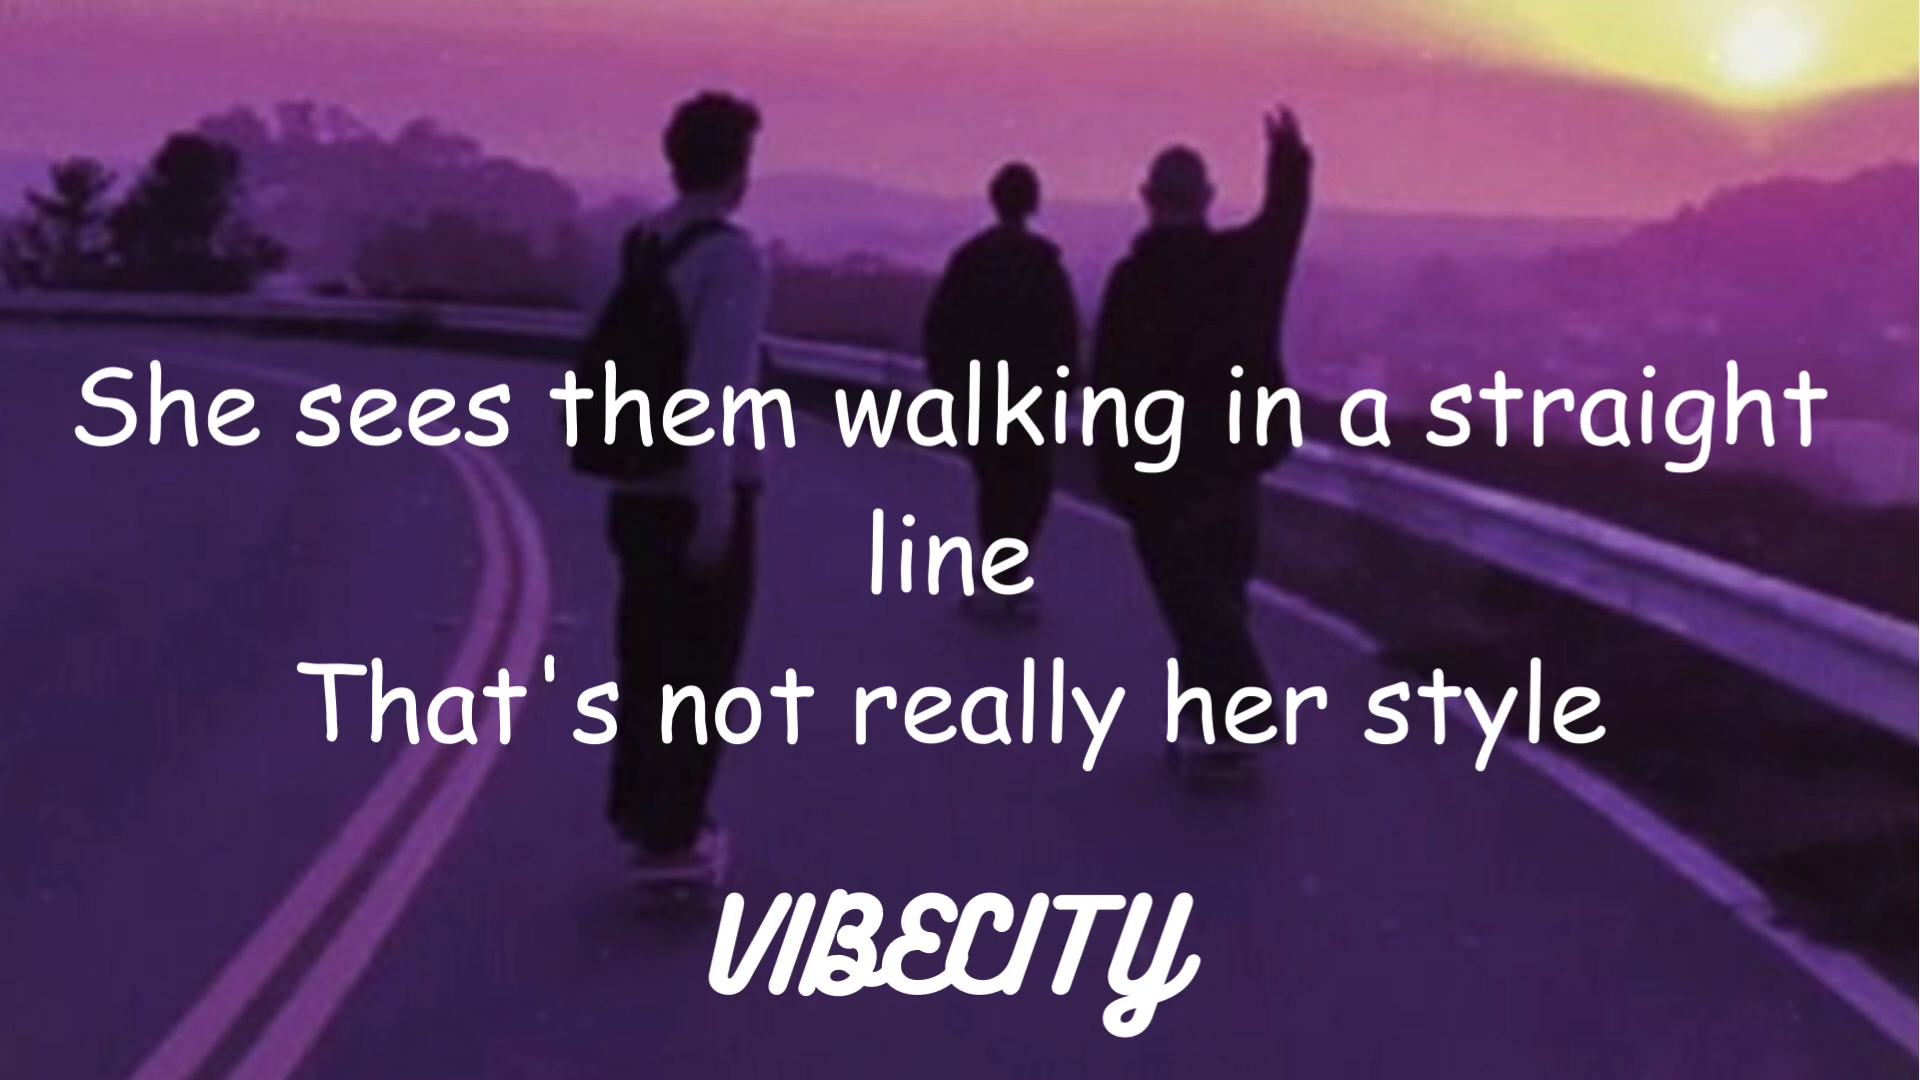 She sees them walking in a straight
line
That's not really her style
VIBECITY